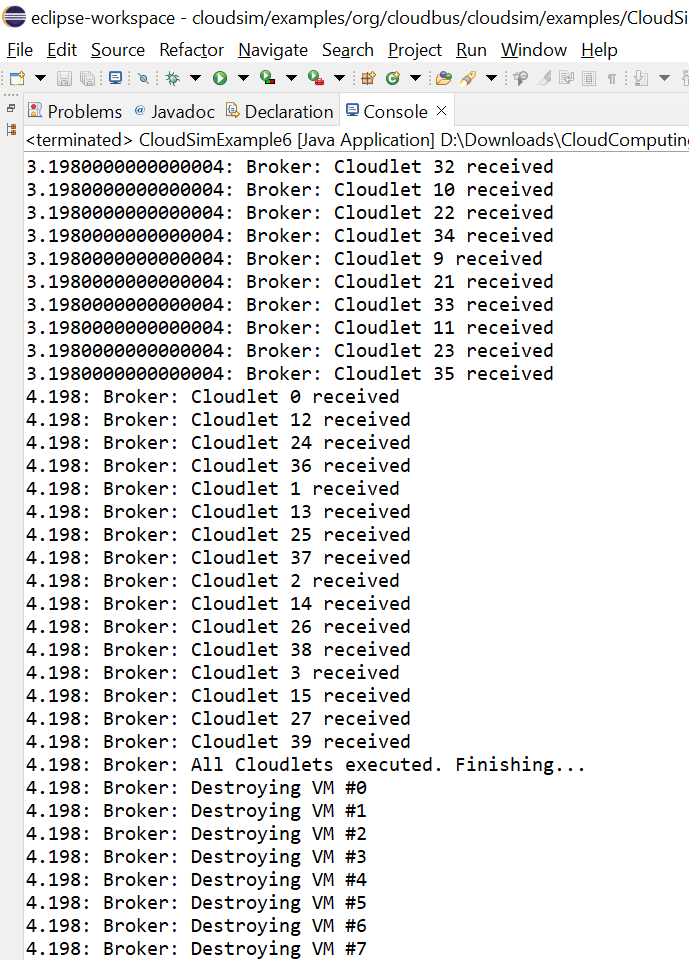 eclipse-workspace - cloudsim/examples/org/cloudbus/cloudsim/examples/CloudSi
File Edit Source Refactor Navigate Search Project Run Window Help
Problems @ Javadoc Declaration Console
<terminated> CloudSimExample6 [Java Application] D:\Downloads\CloudComputing
3.1980000000000004: Broker: Cloudlet 32 received
3.1980000000000004: Broker: Cloudlet 10 received
3.1980000000000004: Broker: Cloudlet 22 received
3.1980000000000004: Broker: Cloudlet 34 received
3.1980000000000004: Broker: Cloudlet 9 received
3.1980000000000004: Broker: Cloudlet 21 received
3.1980000000000004: Broker: Cloudlet 33 received
3.1980000000000004: Broker: Cloudlet 11 received
3.1980000000000004: Broker: Cloudlet 23 received
3.1980000000000004: Broker: Cloudlet 35 received
4.198: Broker: Cloudlet 0 received
4.198: Broker: Cloudlet 12 received
4.198: Broker: Cloudlet 24 received
4.198: Broker: Cloudlet 36 received
4.198: Broker: Cloudlet 1 received
4.198: Broker: Cloudlet 13 received
4.198: Broker: Cloudlet 25 received
4.198: Broker: Cloudlet 37 received
4.198: Broker: Cloudlet 2 received
4.198: Broker: Cloudlet 14 received
4.198: Broker: Cloudlet 26 received
4.198: Broker: Cloudlet 38 received
4.198: Broker: Cloudlet 3 received
4.198: Broker: Cloudlet 15 received
4.198: Broker: Cloudlet 27 received
4.198: Broker: Cloudlet 39 received
4.198: Broker: All Cloudlets executed. Finishing...
4.198: Broker: Destroying VM #0
4.198: Broker: Destroying VM #1
4.198: Broker: Destroying VM #2
4.198: Broker: Destroying VM #3
4.198: Broker: Destroying VM #4
4.198: Broker: Destroying VM #5
4.198: Broker: Destroying VM #6
4.198: Broker: Destroying VM #7